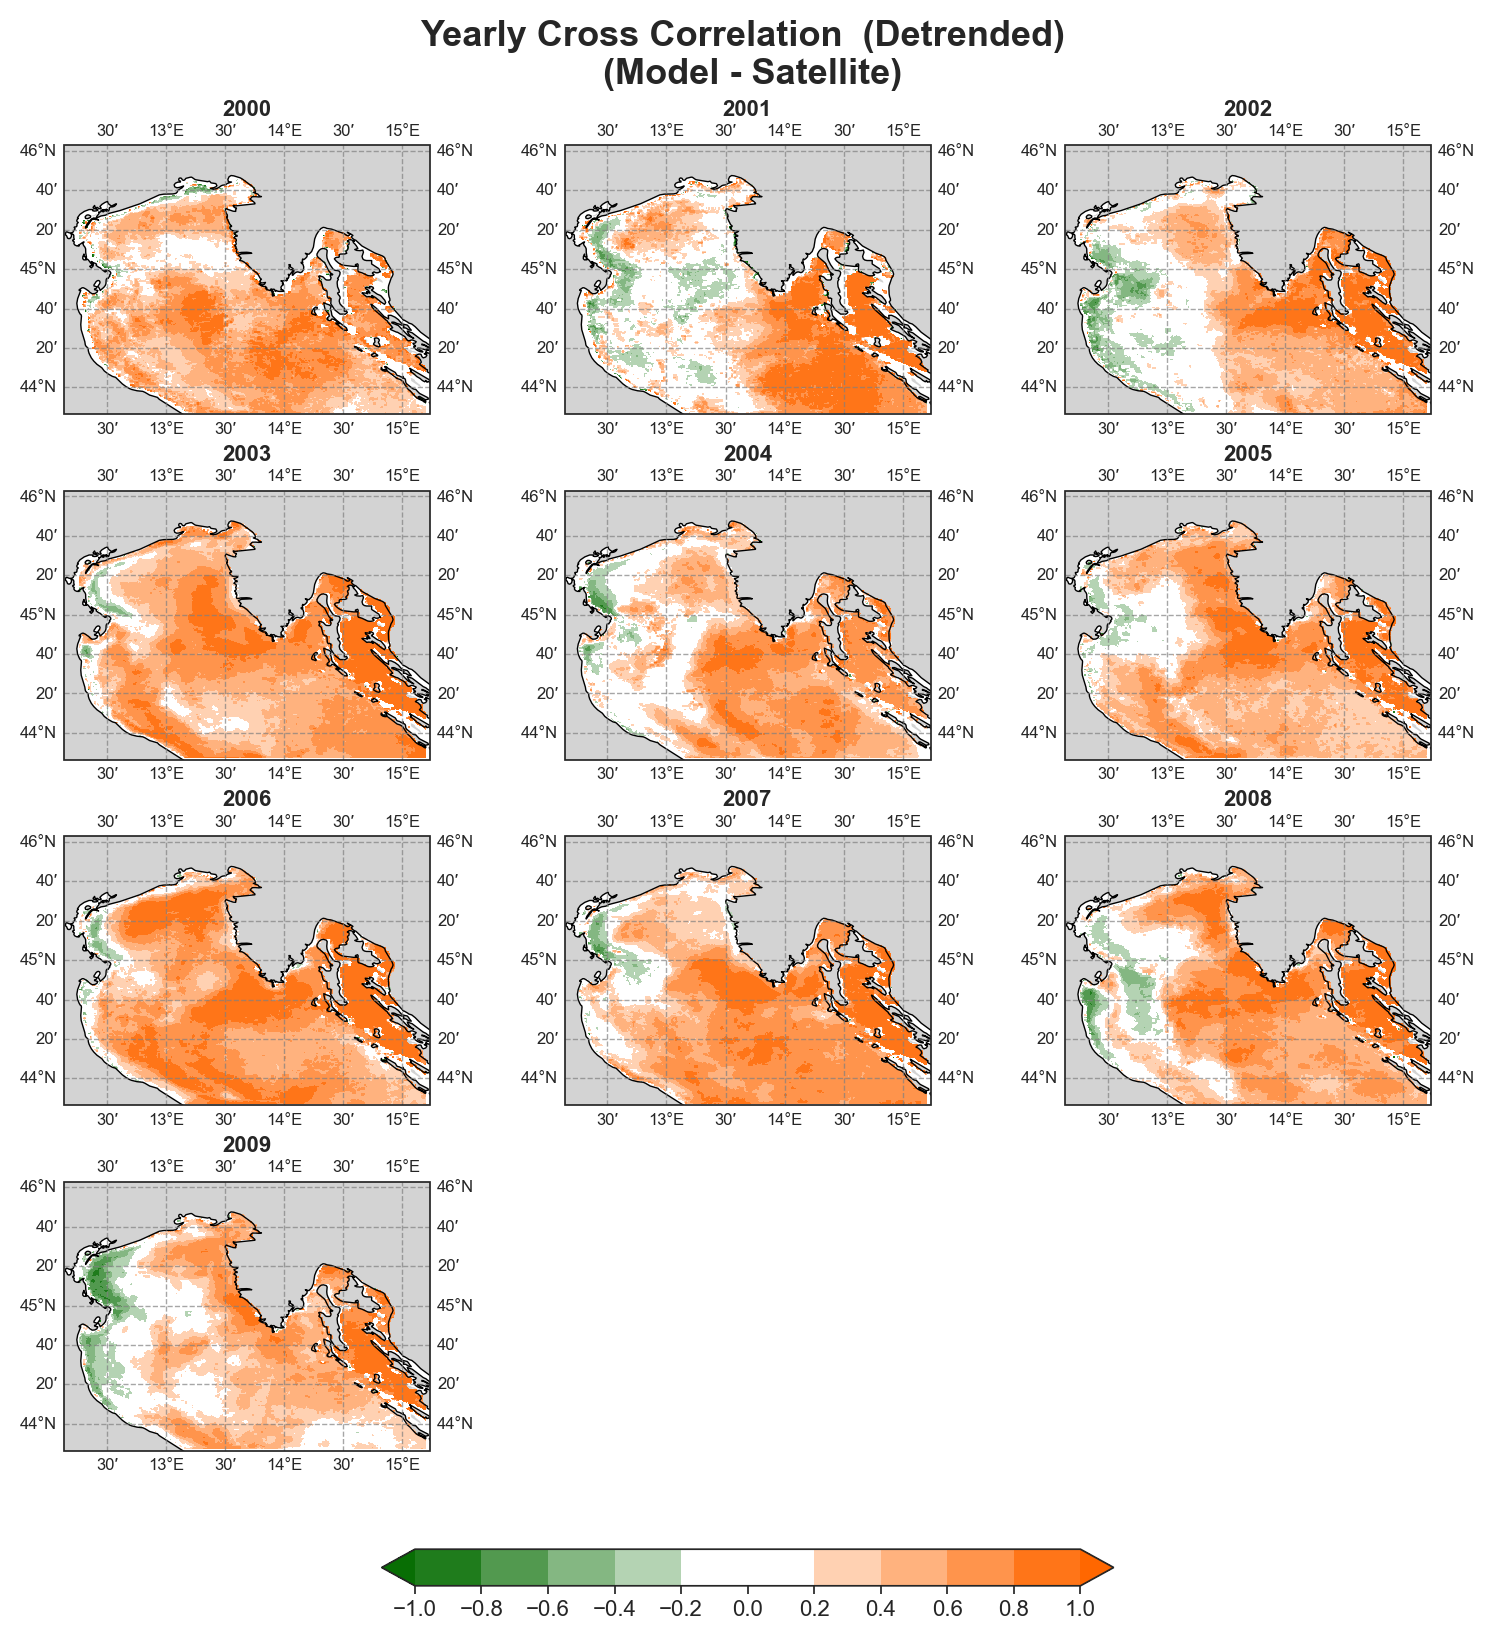 Yearly Cross Correlation  (Detrended)
(Model - Satellite)
2000 2001 2002
30′ 13°E 30′ 14°E 30′ 15°E 30′ 13°E 30′ 14°E 30′ 15°E 30′ 13°E 30′ 14°E 30′ 15°E
46°N 46°N 46°N 46°N 46°N 46°N
40′ 40′ 40′ 40′ 40′ 40′
20′ 20′ 20′ 20′ 20′ 20′
45°N 45°N 45°N 45°N 45°N 45°N
40′ 40′ 40′ 40′ 40′ 40′
20′ 20′ 20′ 20′ 20′ 20′
44°N 44°N 44°N 44°N 44°N 44°N
30′ 13°E 30′ 14°E 30′ 15°E 30′ 13°E 30′ 14°E 30′ 15°E 30′ 13°E 30′ 14°E 30′ 15°E
2003 2004 2005
30′ 13°E 30′ 14°E 30′ 15°E 30′ 13°E 30′ 14°E 30′ 15°E 30′ 13°E 30′ 14°E 30′ 15°E
46°N 46°N 46°N 46°N 46°N 46°N
40′ 40′ 40′ 40′ 40′ 40′
20′ 20′ 20′ 20′ 20′ 20′
45°N 45°N 45°N 45°N 45°N 45°N
40′ 40′ 40′ 40′ 40′ 40′
20′ 20′ 20′ 20′ 20′ 20′
44°N 44°N 44°N 44°N 44°N 44°N
30′ 13°E 30′ 14°E 30′ 15°E 30′ 13°E 30′ 14°E 30′ 15°E 30′ 13°E 30′ 14°E 30′ 15°E
2006 2007 2008
30′ 13°E 30′ 14°E 30′ 15°E 30′ 13°E 30′ 14°E 30′ 15°E 30′ 13°E 30′ 14°E 30′ 15°E
46°N 46°N 46°N 46°N 46°N 46°N
40′ 40′ 40′ 40′ 40′ 40′
20′ 20′ 20′ 20′ 20′ 20′
45°N 45°N 45°N 45°N 45°N 45°N
40′ 40′ 40′ 40′ 40′ 40′
20′ 20′ 20′ 20′ 20′ 20′
44°N 44°N 44°N 44°N 44°N 44°N
30′ 13°E 30′ 14°E 30′ 15°E 30′ 13°E 30′ 14°E 30′ 15°E 30′ 13°E 30′ 14°E 30′ 15°E
2009
30′ 13°E 30′ 14°E 30′ 15°E
46°N 46°N
40′ 40′
20′ 20′
45°N 45°N
40′ 40′
20′ 20′
44°N 44°N
30′ 13°E 30′ 14°E 30′ 15°E
−1.0 −0.8 −0.6 −0.4 −0.2 0.0 0.2 0.4 0.6 0.8 1.0